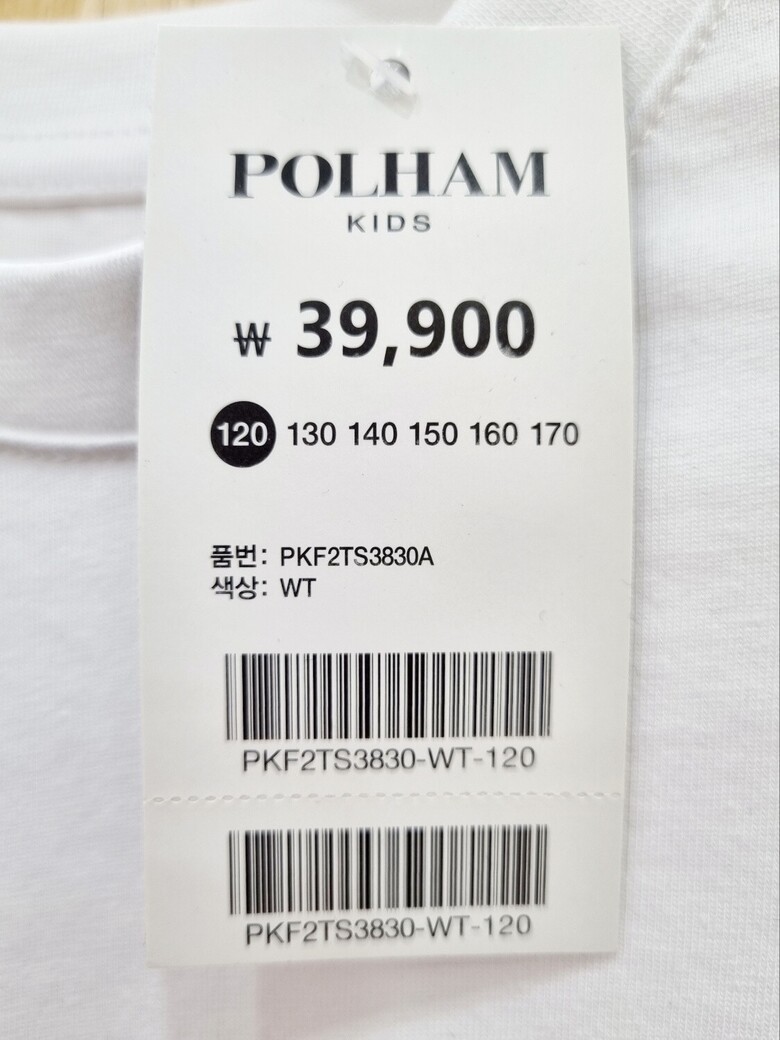 POLHAM
KIDS
₩ 39,900
120 130 140 150 160 170
품번: PKF2TS3830A
색상: WT
PKF2TS3830-WT-120
PKF2TS3830-WT-120